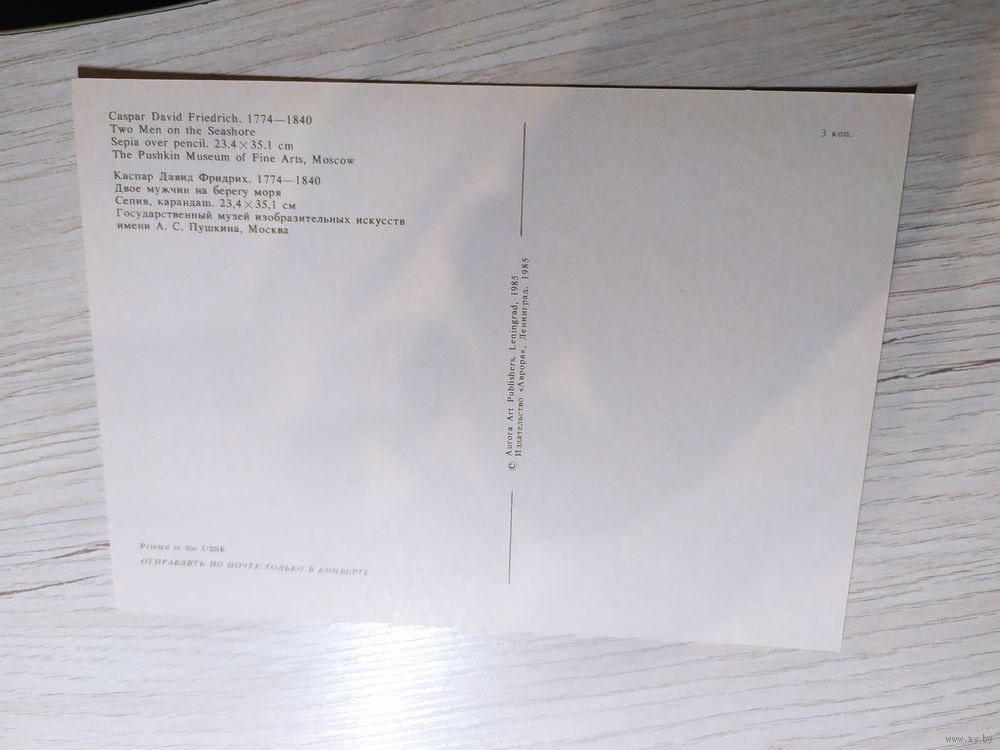 Caspar David Friedrich. 1774—1840
Two Men on the Seashore
Sepia over pencil. 23.4×35.1 cm
The Pushkin Museum of Fine Arts, Moscow
Каспар Давид Фридрих. 1774—1840
Двое мужчин на берегу моря
Сепия, карандаш. 23,4×35,1 см
Государственный музей изобразительных искусств
имени А. С. Пушкина, Москва
3 коп.
© Aurora Art Publishers, Leningrad, 1985
Издательство «Аврора». Ленинград, 1985
Printed in the USSR
ОТПРАВЛЯТЬ ПО ПОЧТЕ ТОЛЬКО В КОНВЕРТЕ
www.ay.by